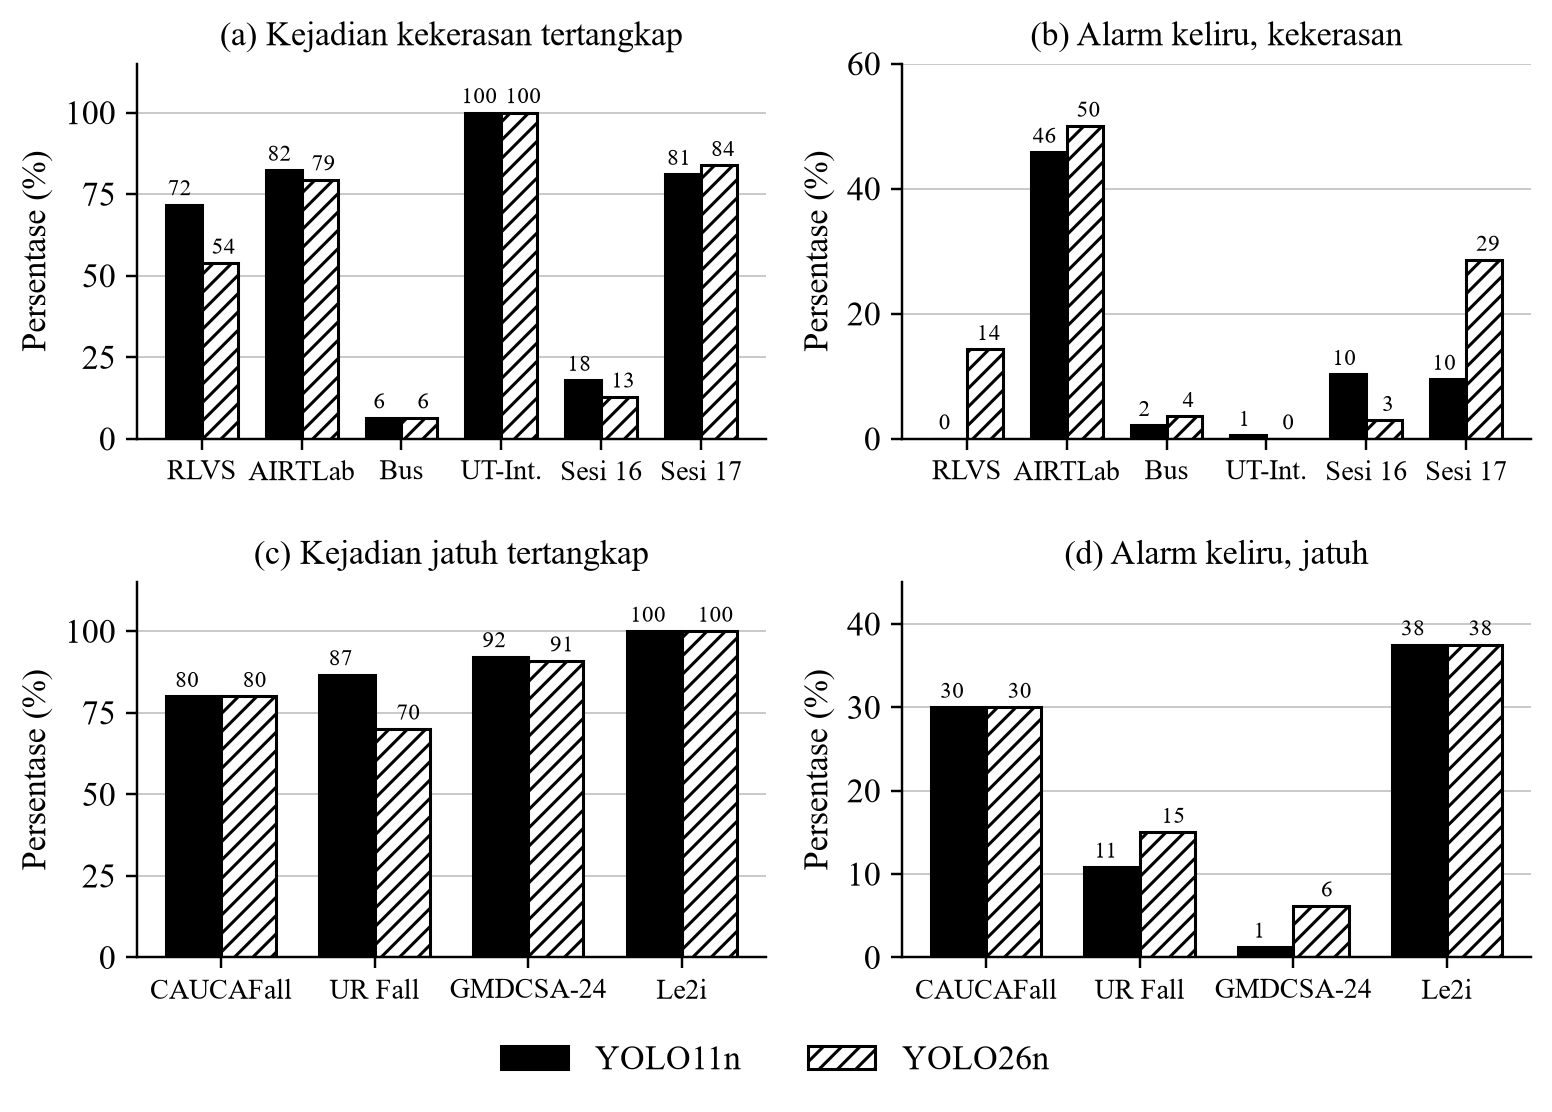 (a) Kejadian kekerasan tertangkap
(b) Alarm keliru, kekerasan
Persentase (%)
100
75
50
25
0
72
54
82
79
6
6
100
100
18
13
81
84
RLVS
AIRTLab
Bus
UT-Int.
Sesi 16
Sesi 17
Persentase (%)
60
40
20
0
0
14
46
50
2
4
1
0
10
3
10
29
RLVS
AIRTLab
Bus
UT-Int.
Sesi 16
Sesi 17
(c) Kejadian jatuh tertangkap
(d) Alarm keliru, jatuh
Persentase (%)
100
75
50
25
0
80
80
87
70
92
91
100
100
CAUCAFall
UR Fall
GMDCSA-24
Le2i
Persentase (%)
40
30
20
10
0
30
30
11
15
1
6
38
38
CAUCAFall
UR Fall
GMDCSA-24
Le2i
YOLO11n
YOLO26n